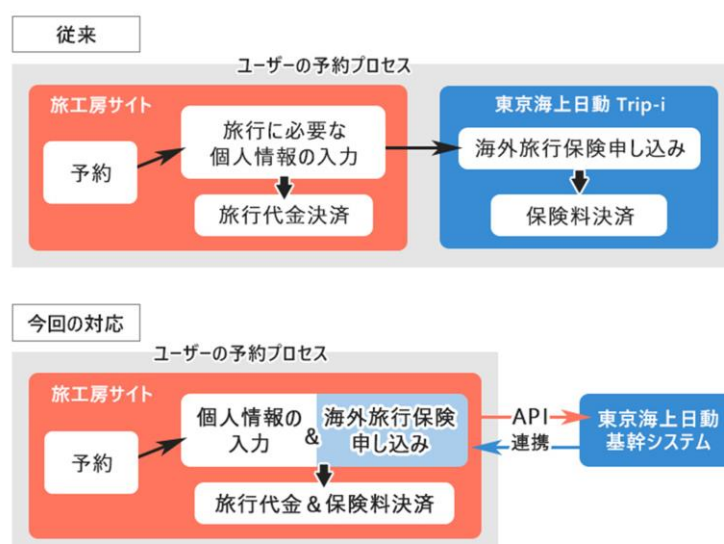 従来
ユーザーの予約プロセス
旅工房サイト
予約
旅行に必要な
個人情報の入力
旅行代金決済
東京海上日動 Trip-i
海外旅行保険申し込み
保険料決済
今回の対応
ユーザーの予約プロセス
旅工房サイト
予約
個人情報の
入力
&
海外旅行保険
申し込み
旅行代金&保険料決済
API
連携
東京海上日動
基幹システム